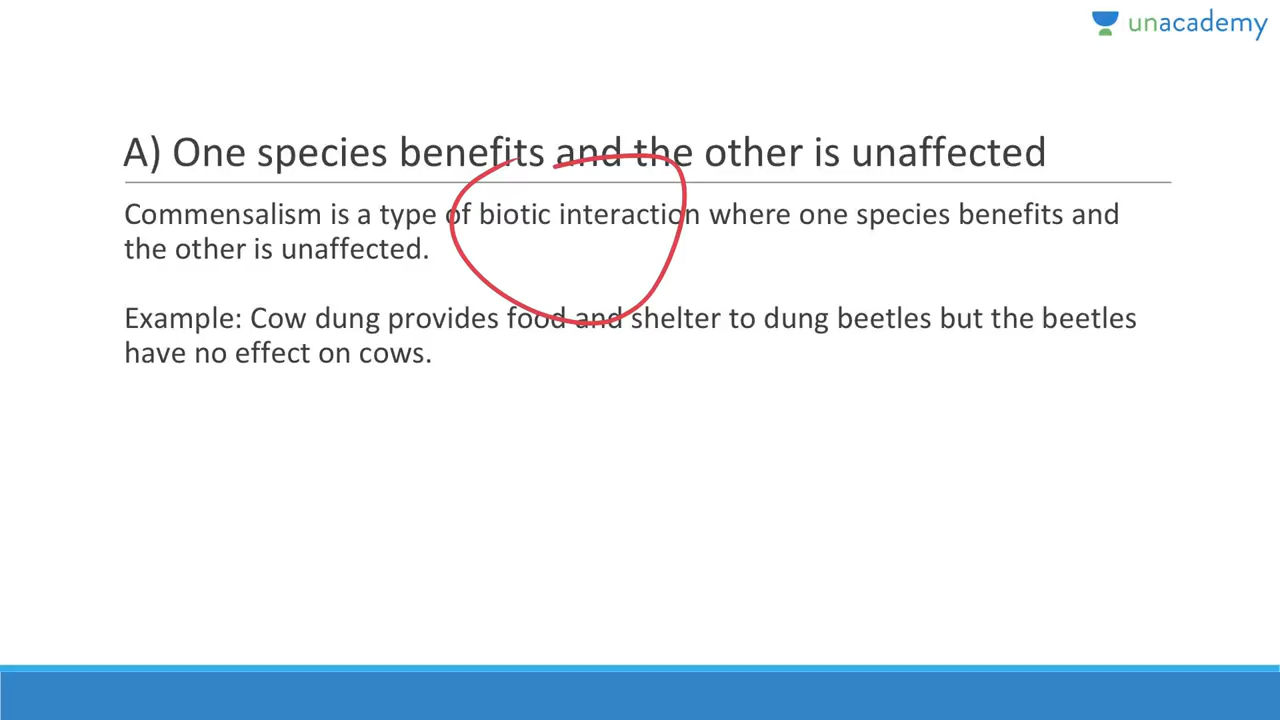 unacademy
A) One species benefits and the other is unaffected
Commensalism is a type of biotic interaction where one species benefits and
the other is unaffected.
Example: Cow dung provides food and shelter to dung beetles but the beetles
have no effect on cows.